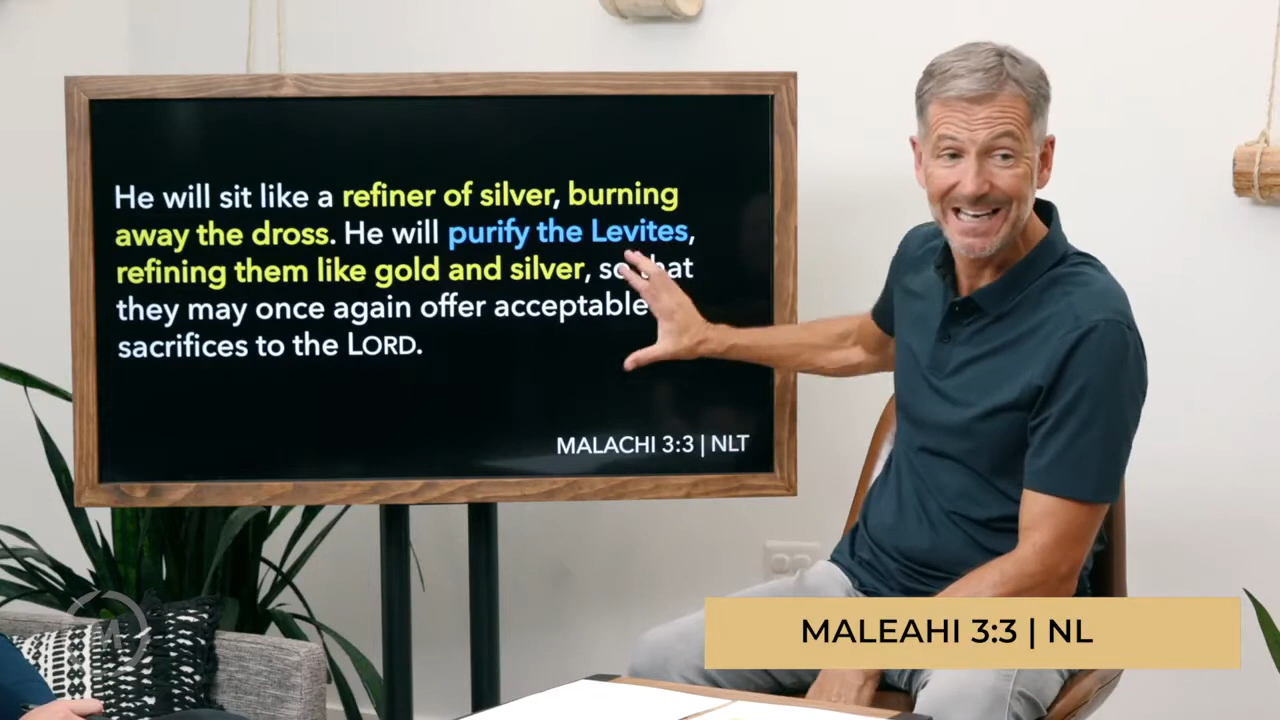 He will sit like a refiner of silver, burning
away the dross. He will purify the Levites,
refining them like gold and silver, so that
they may once again offer acceptable
sacrifices to the LORD.
MALACHI 3:3 | NLT
MALEAHI 3:3 | NL